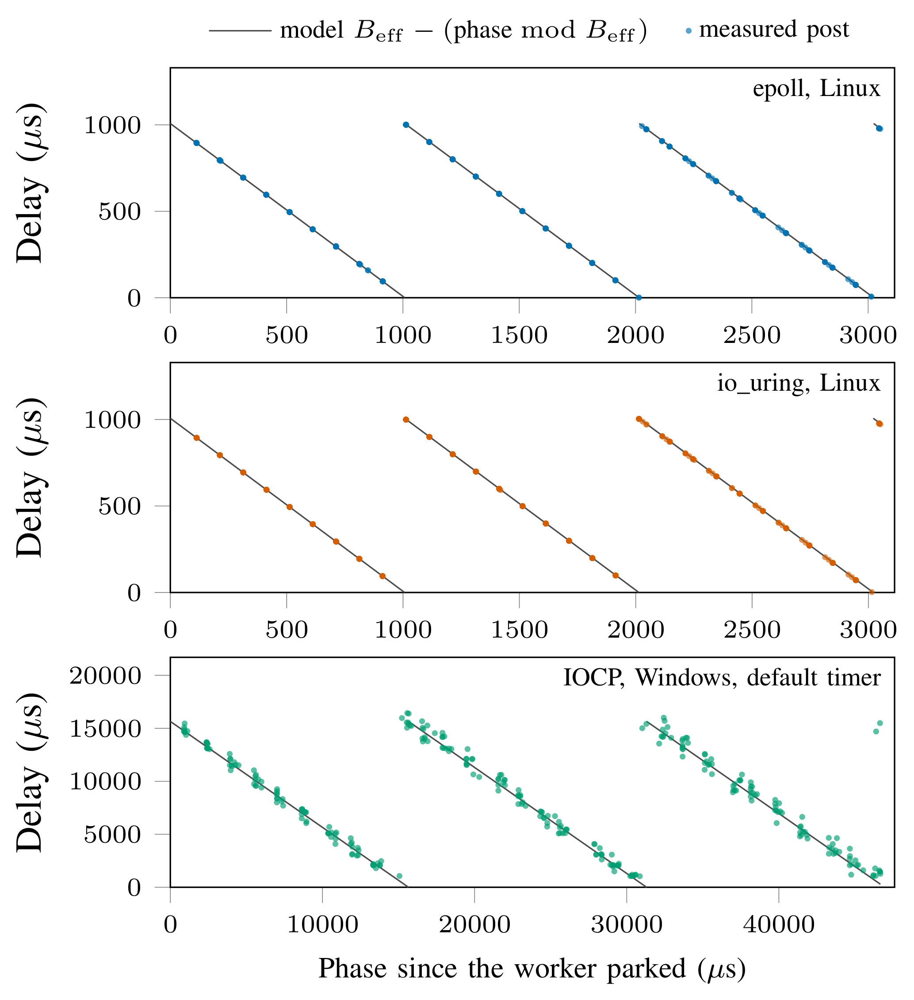 model B_eff − (phase mod B_eff) measured post
epoll, Linux
Delay (μs)
1000
500
0
0 500 1000 1500 2000 2500 3000
io_uring, Linux
Delay (μs)
1000
500
0
0 500 1000 1500 2000 2500 3000
IOCP, Windows, default timer
Delay (μs)
20000
15000
10000
5000
0
0 10000 20000 30000 40000
Phase since the worker parked (μs)